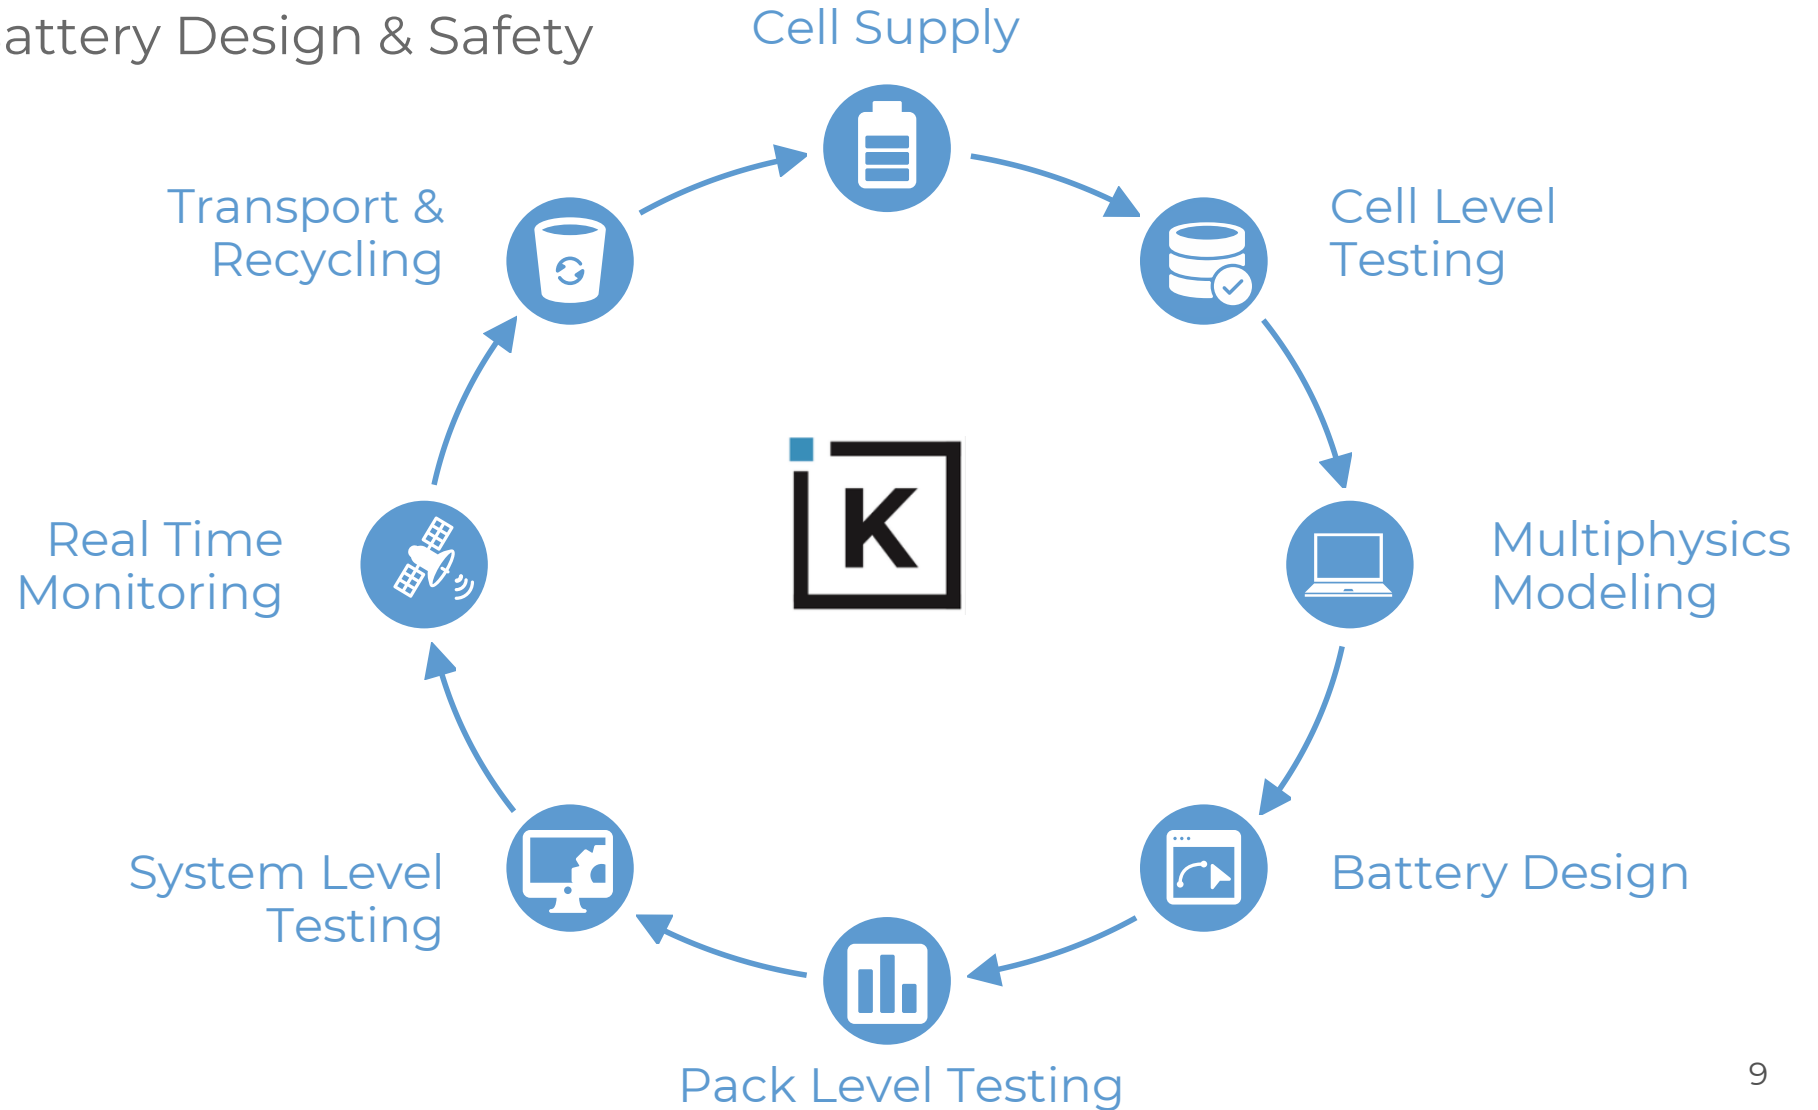 attery Design & Safety
Cell Supply
Transport &
Recycling
Cell Level
Testing
K
Real Time
Monitoring
Multiphysics
Modeling
System Level
Testing
Battery Design
Pack Level Testing
9